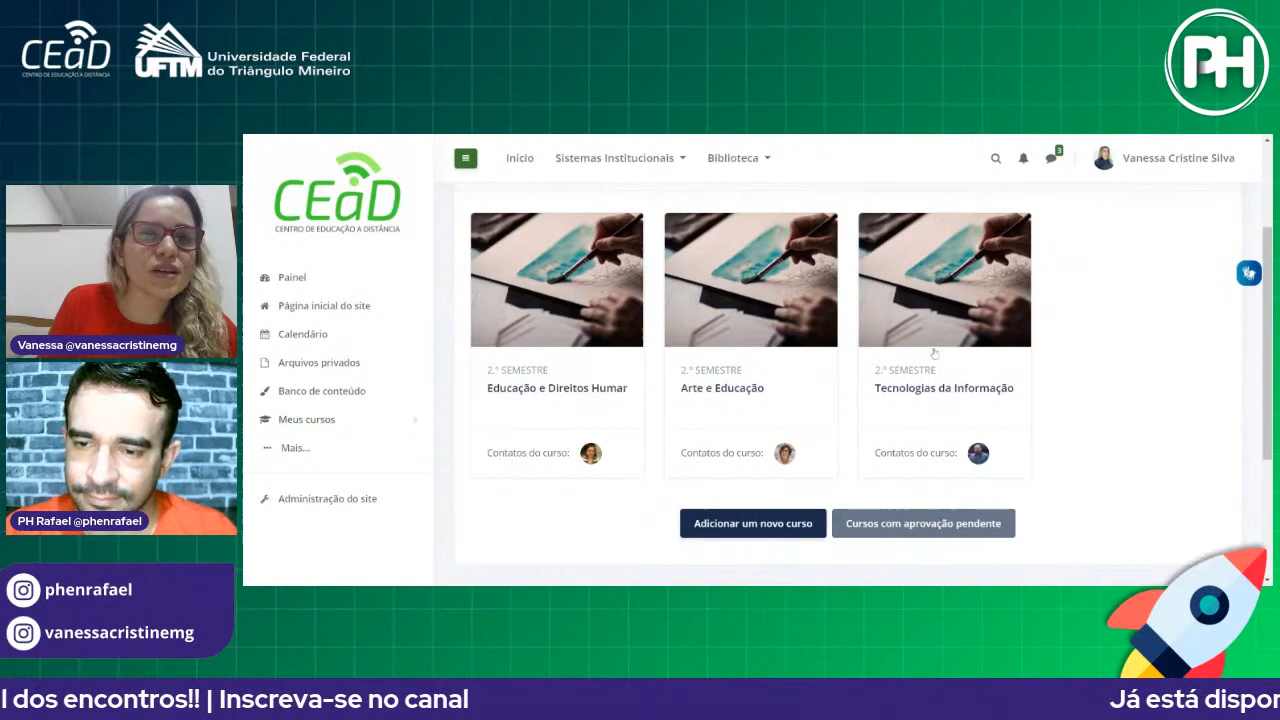 CEaD
CENTRO DE EDUCAÇÃO A DISTÂNCIA
UFTM
Universidade Federal
do Triângulo Mineiro
PH
Vanessa @vanessacristinemg
PH Rafael @phenrafael
phenrafael
vanessacristinemg
CEaD
CENTRO DE EDUCAÇÃO A DISTÂNCIA
Painel
Página inicial do site
Calendário
Arquivos privados
Banco de conteúdo
Meus cursos
Mais...
Administração do site
Início Sistemas Institucionais Biblioteca
3
Vanessa Cristine Silva
2.º SEMESTRE
Educação e Direitos Humar
Contatos do curso:
2.º SEMESTRE
Arte e Educação
Contatos do curso:
2.º SEMESTRE
Tecnologias da Informação
Contatos do curso:
Adicionar um novo curso
Cursos com aprovação pendente
l dos encontros!! | Inscreva-se no canal
Já está dispor